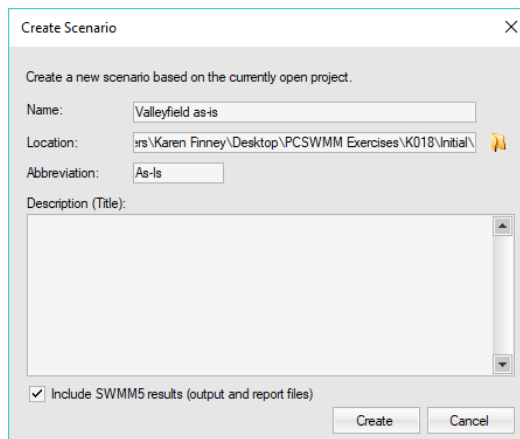 Create Scenario
Create a new scenario based on the currently open project.
Name: Valleyfield as-is
Location: ers\Karen Finney\Desktop\PCSWMM Exercises\K018\Initial\
Abbreviation: As-Is
Description (Title):
Include SWMM5 results (output and report files)
Create Cancel